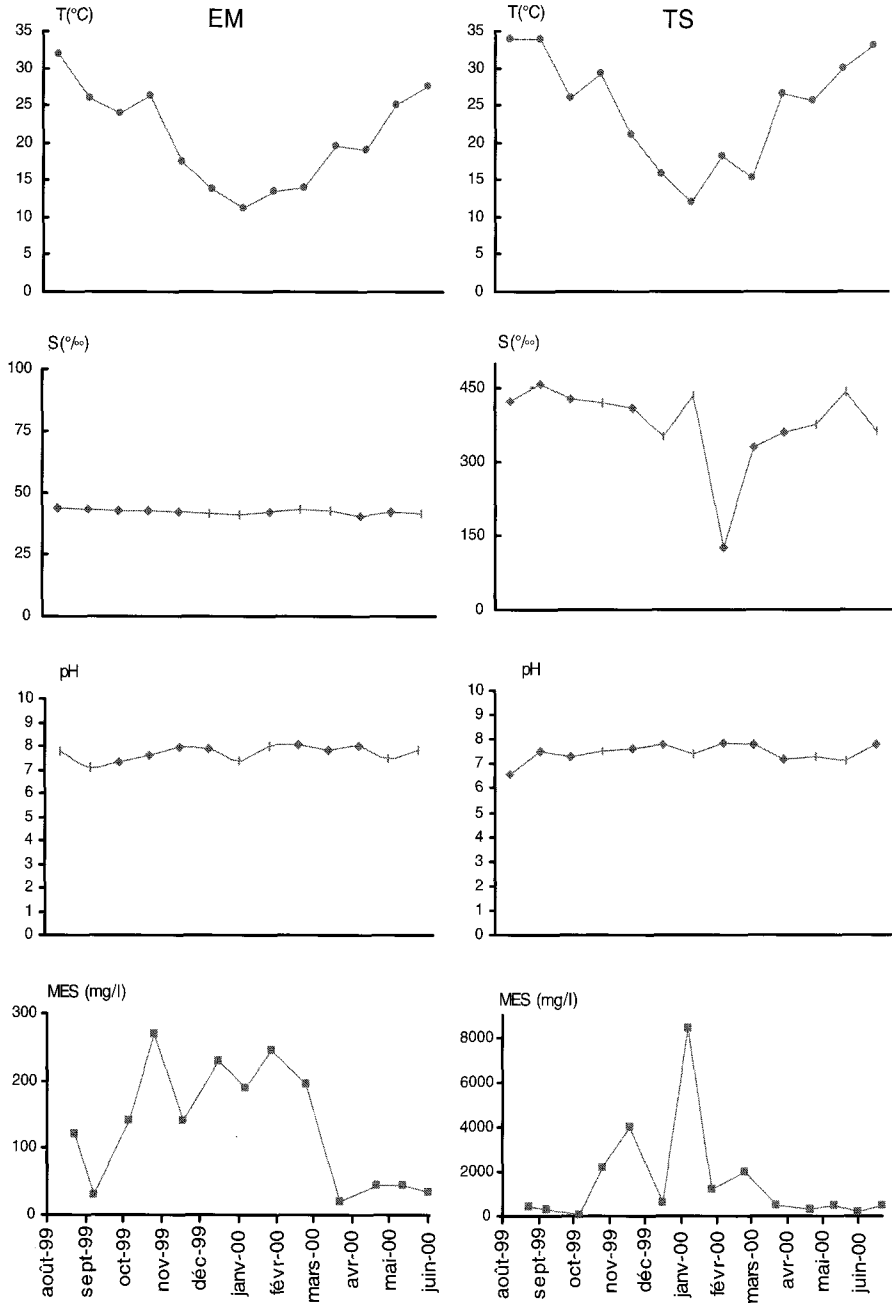 T(°C)
EM
35
30
25
20
15
10
5
0
T(°C)
TS
35
30
25
20
15
10
5
0
S(°/°°)
100
75
50
25
0
S(°/°°)
450
300
150
0
pH
10
9
8
7
6
5
4
3
2
1
0
pH
10
9
8
7
6
5
4
3
2
1
0
MES (mg/l)
300
200
100
0
août-99
sept-99
oct-99
nov-99
déc-99
janv-00
févr-00
mars-00
avr-00
mai-00
juin-00
MES (mg/l)
8000
6000
4000
2000
0
août-99
sept-99
oct-99
nov-99
déc-99
janv-00
févr-00
mars-00
avr-00
mai-00
juin-00